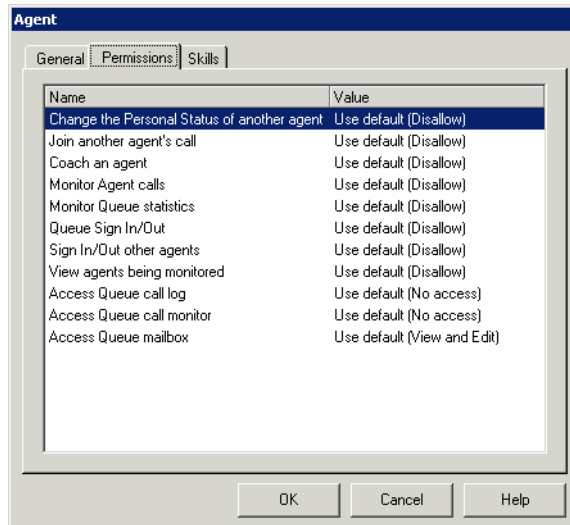 Agent
General Permissions Skills
Name Value
Change the Personal Status of another agent Use default (Disallow)
Join another agent's call Use default (Disallow)
Coach an agent Use default (Disallow)
Monitor Agent calls Use default (Disallow)
Monitor Queue statistics Use default (Disallow)
Queue Sign In/Out Use default (Disallow)
Sign In/Out other agents Use default (Disallow)
View agents being monitored Use default (Disallow)
Access Queue call log Use default (No access)
Access Queue call monitor Use default (No access)
Access Queue mailbox Use default (View and Edit)
OK Cancel Help